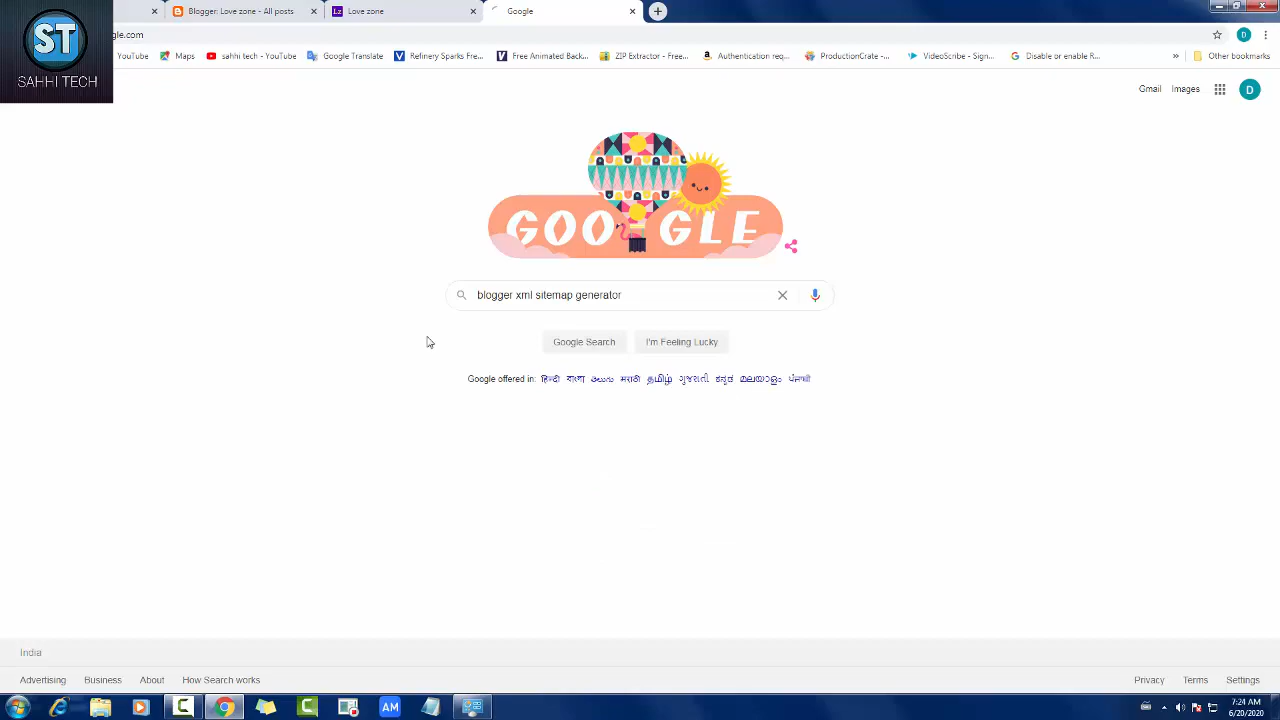 Blogger: Love zone - All posts
Lz Love zone
Google
ST
SAHHI TECH
gle.com
D
YouTube
Maps
sahhi tech - YouTube
Google Translate
Refinery Sparks Fre...
Free Animated Back...
ZIP Extractor - Free...
Authentication req...
ProductionCrate -...
VideoScribe - Sign...
Disable or enable R...
»
Other bookmarks
Gmail Images
D
GOOGLE
blogger xml sitemap generator
Google Search I'm Feeling Lucky
Google offered in: हिन्दी বাংলা తెలుగు मराठी தமிழ் ગુજરાતી ಕನ್ನಡ മലയാളം ਪੰਜਾਬੀ
India
Advertising Business About How Search works
Privacy Terms Settings
AM
7:24 AM
6/20/2020